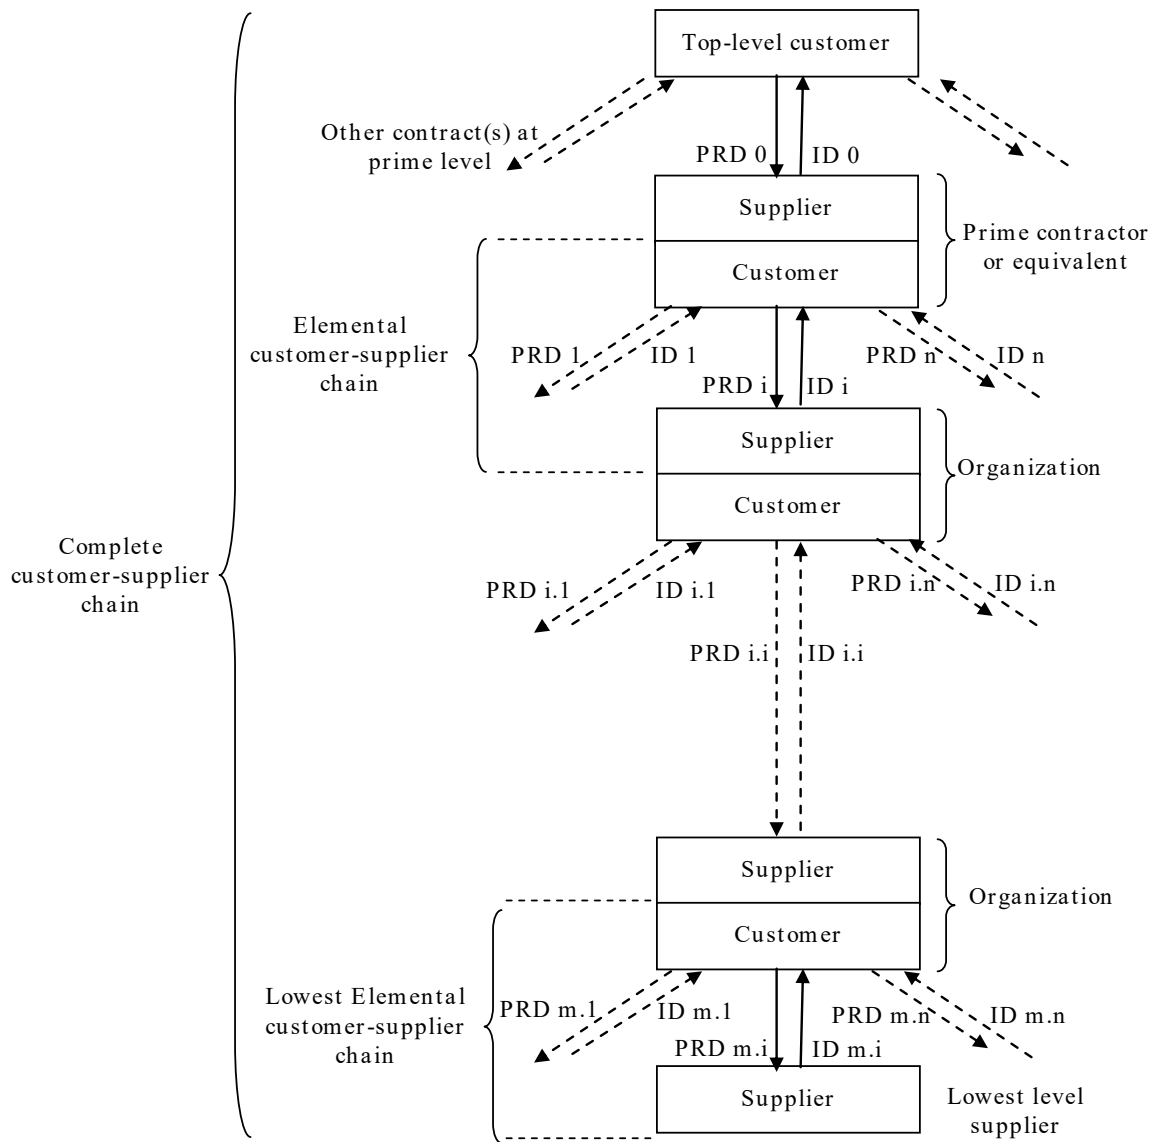 Top-level customer
Other contract(s) at
prime level
PRD 0
ID 0
Supplier
Customer
Prime contractor
or equivalent
Elemental
customer-supplier
chain
PRD 1
ID 1
PRD i
ID i
PRD n
ID n
Supplier
Customer
Organization
Complete
customer-supplier
chain
PRD i.1
ID i.1
PRD i.n
ID i.n
PRD i.i
ID i.i
Supplier
Customer
Organization
Lowest Elemental
customer-supplier
chain
PRD m.1
ID m.1
PRD m.i
ID m.i
PRD m.n
ID m.n
Supplier
Lowest level
supplier